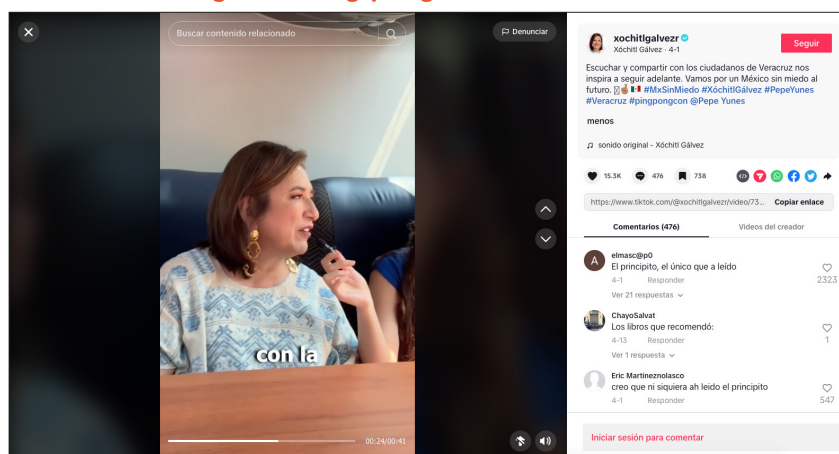 Buscar contenido relacionado
Denunciar
con la
00:24/00:41
xochitlgalvezr
Xóchitl Gálvez · 4-1
Seguir
Escuchar y compartir con los ciudadanos de Veracruz nos
inspira a seguir adelante. Vamos por un México sin miedo al
futuro. #MxSinMiedo #XóchitlGálvez #PepeYunes
#Veracruz #pingpongcon @Pepe Yunes
menos
sonido original - Xóchitl Gálvez
15.3K 476 738
https://www.tiktok.com/@xochitlgalvezr/video/73... Copiar enlace
Comentarios (476) Videos del creador
A
elmasc@p0
El principito, el único que a leído
4-1 Responder 2323
Ver 21 respuestas
ChayoSalvat
Los libros que recomendó:
4-13 Responder 1
Ver 1 respuesta
Eric Martineznolasco
creo que ni siquiera ah leido el principito
4-1 Responder 547
Iniciar sesión para comentar